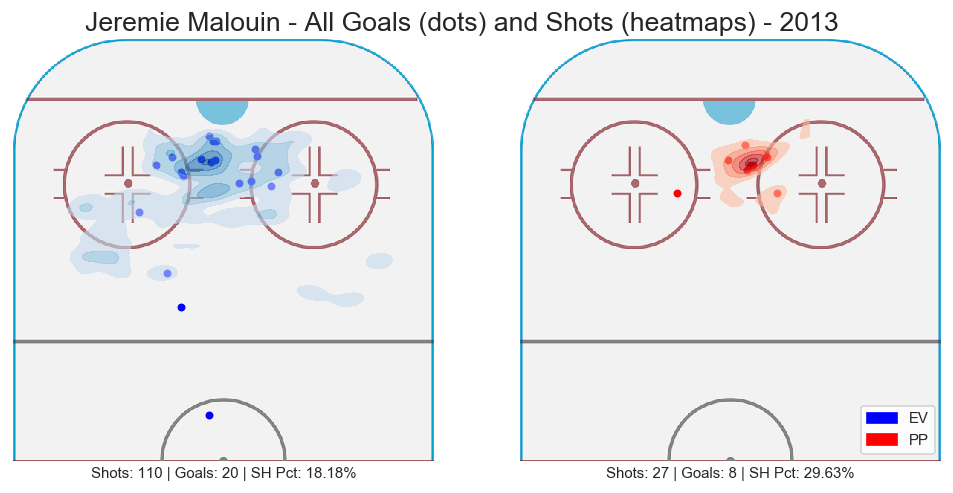 Jeremie Malouin - All Goals (dots) and Shots (heatmaps) - 2013
EV
PP
Shots: 110 | Goals: 20 | SH Pct: 18.18%
Shots: 27 | Goals: 8 | SH Pct: 29.63%